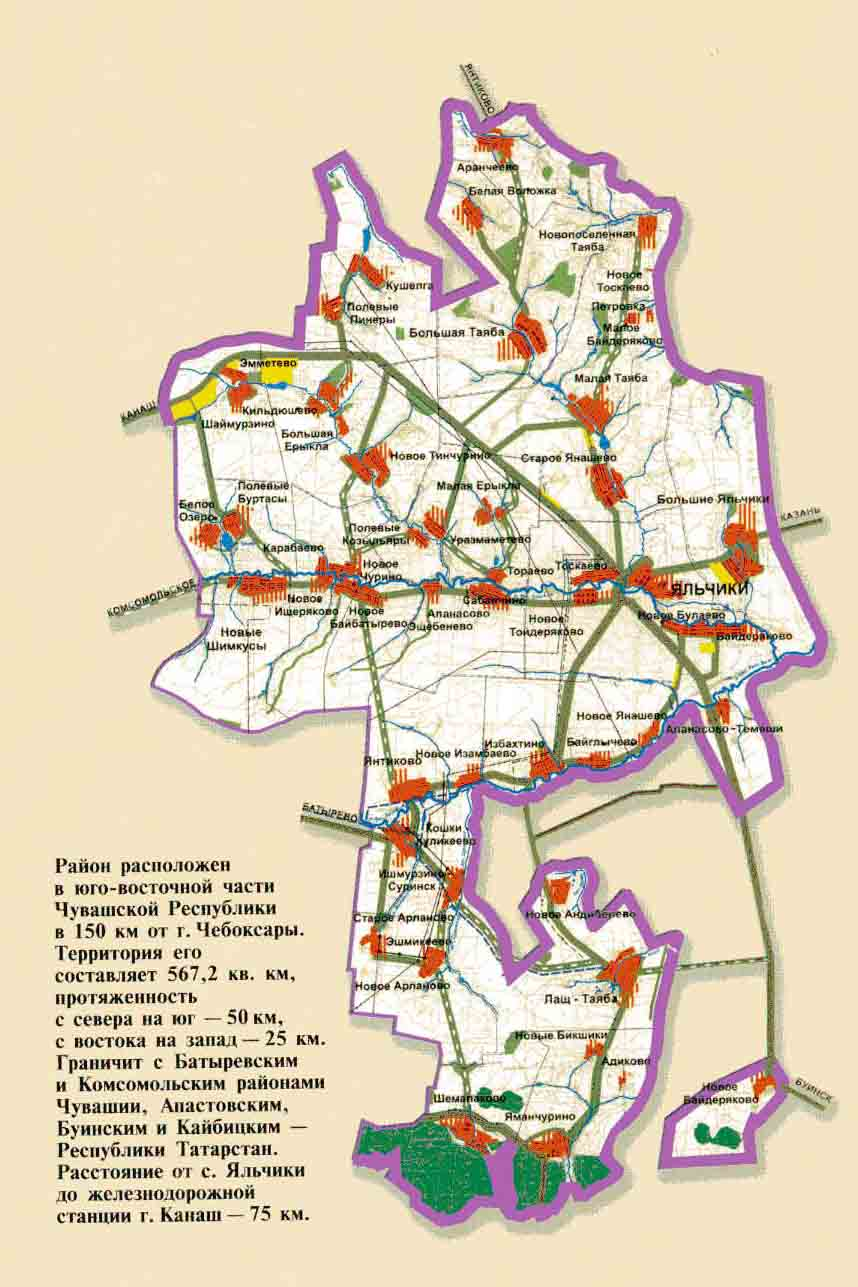 ЯНТИКОВО
Аранчеево
Белая Воложка
Новопоселенная
Таяба
Новое
Тоскаево
Кушелга
Полевые
Пинеры
Петровка
Большая Таяба
Малое
Байдеряково
Эмметево
Малая Таяба
КАНАШ
Кильдюшево
Шаймурзино
Большая
Ерыкла
Новое Тинчурино
Старое Янашево
Полевые
Буртасы
Малая Ерыкла
Большие Яльчики
Белое
Озеро
КАЗАНЬ
Полевые
Козыльяры
Уразмаметево
Карабаево
Новое
Чурино
Тораево
Тоскаево
КОМСОМОЛЬСКОЕ
ЯЛЬЧИКИ
Новое
Ищеряково
Новое
Байбатырево
Апанасово
Эщебенево
Сабанчино
Новое
Тойдеряково
Новое Булаево
Байдеряково
Новые
Шимкусы
Новое Янашево
Апанасово-Темяши
Избахтино
Байглычево
Новое Изамбаево
Янтиково
БАТЫРЕВО
Кошки
Куликеево
Ишмурзино
Суринск
Новое Андиберево
Старое Арланово
Эшмикеево
Новое Арланово
Лащ - Таяба
Новые Бикшики
Адиково
Новое
Байдеряково
БУИНСК
Шемалаково
Яманчурино
Район расположен
в юго-восточной части
Чувашской Республики
в 150 км от г. Чебоксары.
Территория его
составляет 567,2 кв. км,
протяженность
с севера на юг — 50 км,
с востока на запад — 25 км.
Граничит с Батыревским
и Комсомольским районами
Чувашии, Апастовским,
Буинским и Кайбицким —
Республики Татарстан.
Расстояние от с. Яльчики
до железнодорожной
станции г. Канаш — 75 км.